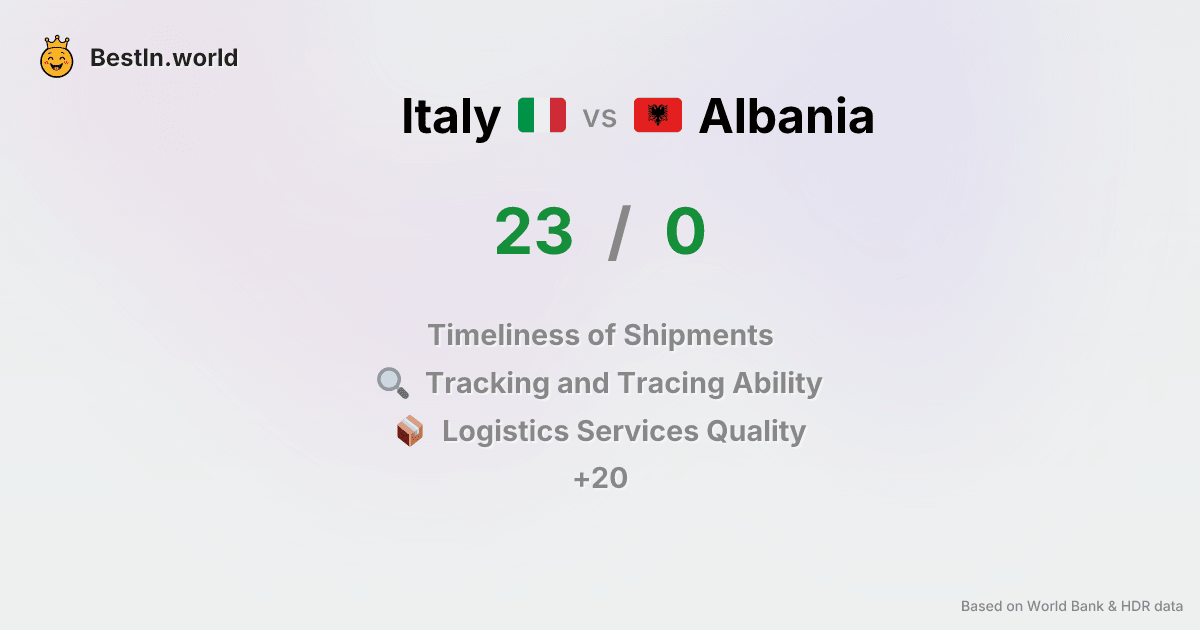 BestIn.world
Italy vs Albania
23 / 0
Timeliness of Shipments
Tracking and Tracing Ability
Logistics Services Quality
+20
Based on World Bank & HDR data